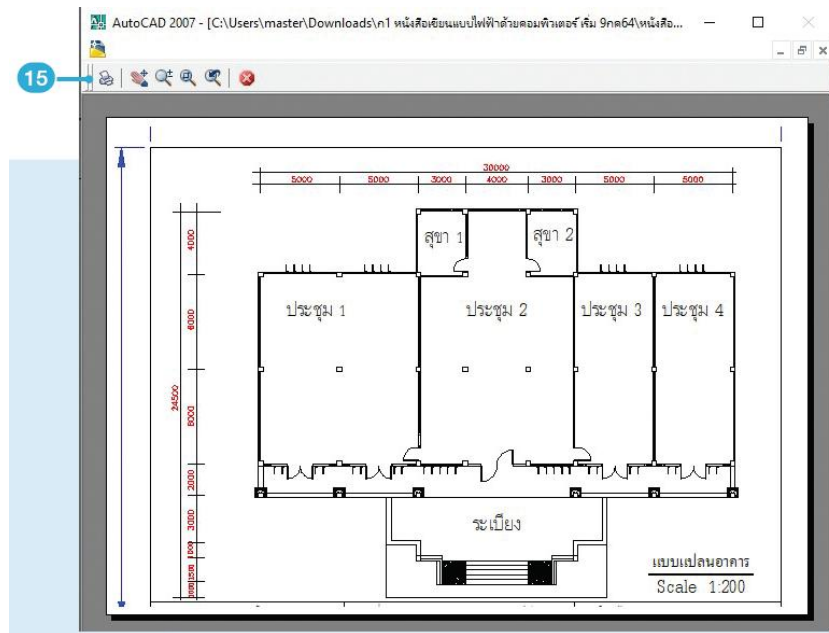 AutoCAD 2007 - [C:\Users\master\Downloads\ก1 หนังสือเขียนแบบไฟฟ้าด้วยคอมพิวเตอร์ เริ่ม 9กค64\หนังสือ...
15
30000
5000 5000 3000 4000 3000 5000 5000
4000
สุขา 1 สุขา 2
ประชุม 1 ประชุม 2 ประชุม 3 ประชุม 4
6000
24500
6000
2000
3000
ระเบียง
1500
แบบแปลนอาคาร
Scale 1:200